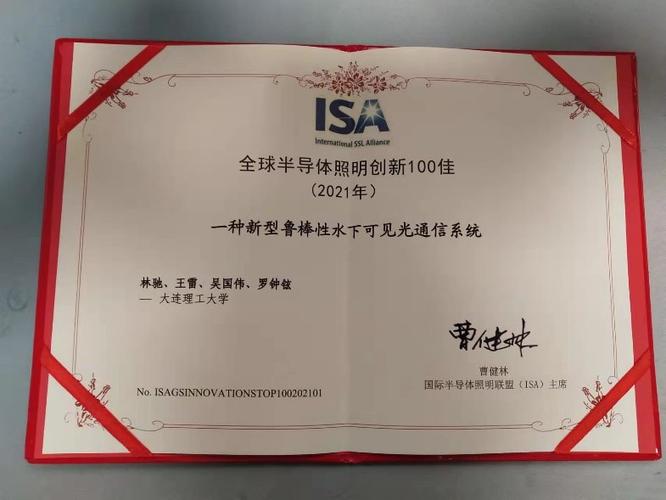 ISA
International SSL Alliance
全球半导体照明创新100佳
（2021年）
一种新型鲁棒性水下可见光通信系统
林驰、王雷、吴国伟、罗钟铉
— 大连理工大学
曹健林
曹健林
国际半导体照明联盟（ISA）主席
No. ISAGSINNOVATIONSTOP100202101